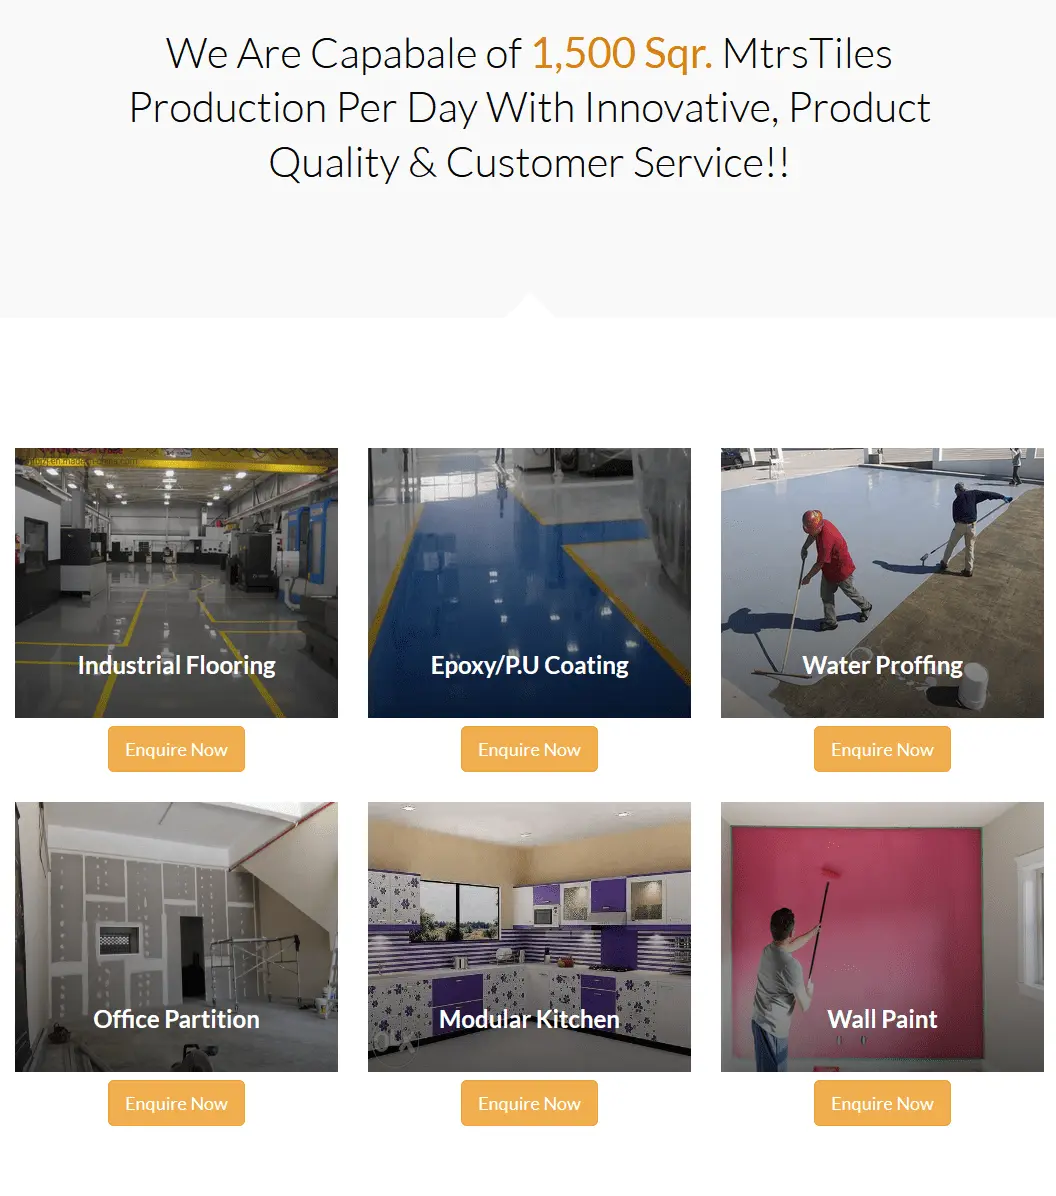 We Are Capabale of 1,500 Sqr. MtrsTiles
Production Per Day With Innovative, Product
Quality & Customer Service!!
Industrial Flooring
Epoxy/P.U Coating
Water Proffing
Enquire Now
Enquire Now
Enquire Now
Office Partition
Modular Kitchen
Wall Paint
Enquire Now
Enquire Now
Enquire Now